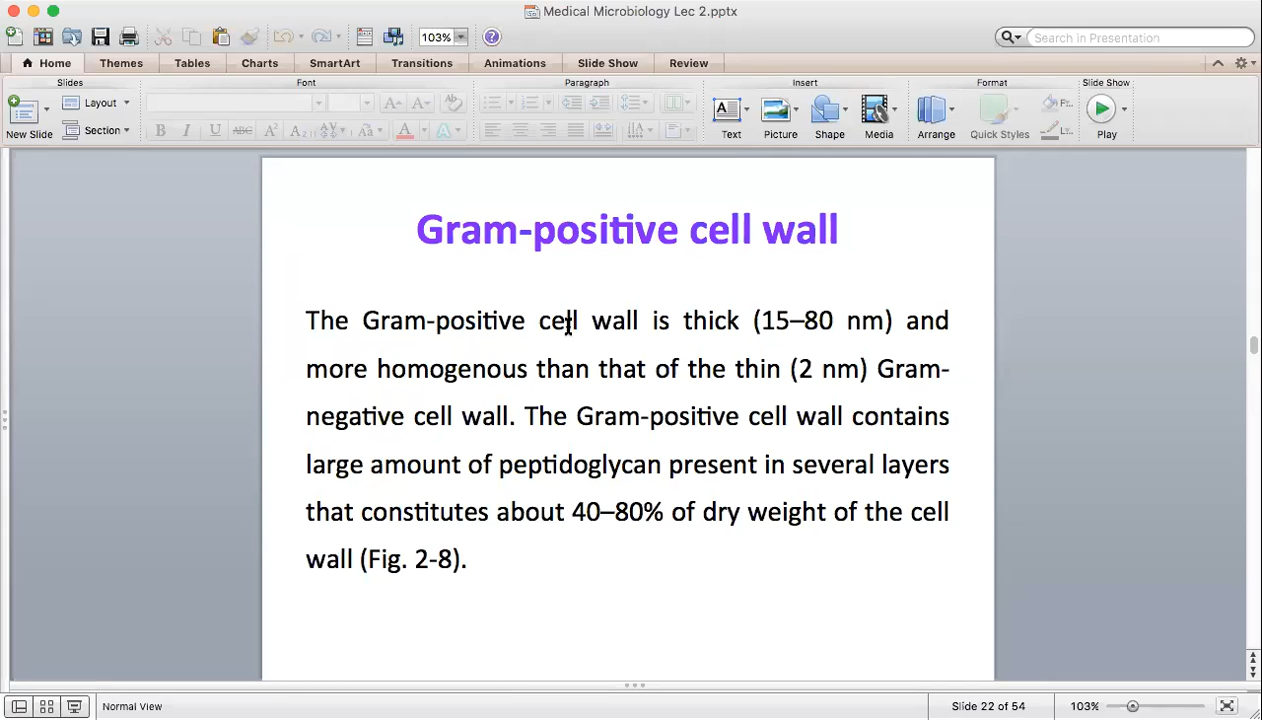 Medical Microbiology Lec 2.pptx
103%
Search in Presentation
Home Themes Tables Charts SmartArt Transitions Animations Slide Show Review
Slides Font Paragraph Insert Format Slide Show
New Slide Layout Section
Text Picture Shape Media Arrange Quick Styles Play
Gram-positive cell wall
The Gram-positive cell wall is thick (15–80 nm) and
more homogenous than that of the thin (2 nm) Gram-
negative cell wall. The Gram-positive cell wall contains
large amount of peptidoglycan present in several layers
that constitutes about 40–80% of dry weight of the cell
wall (Fig. 2-8).
Normal View Slide 22 of 54 103%